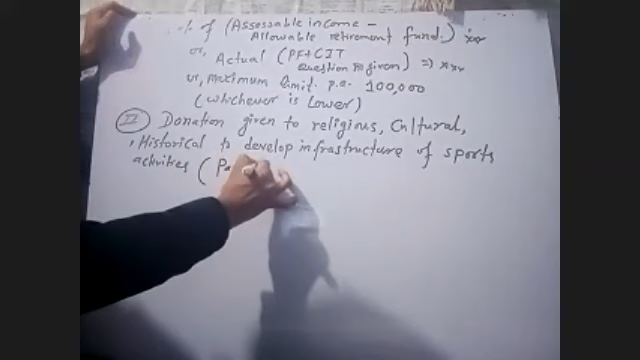 % of (Assessable income -
Allowable retirement fund.) xx
or, Actual (PF+CIT
Question given) => xxx
or, maximum limit. p.a. 100,000
(whichever is Lower)
II Donation given to religious, Cultural,
Historical to develop infrastructure of sports
activities (Pa